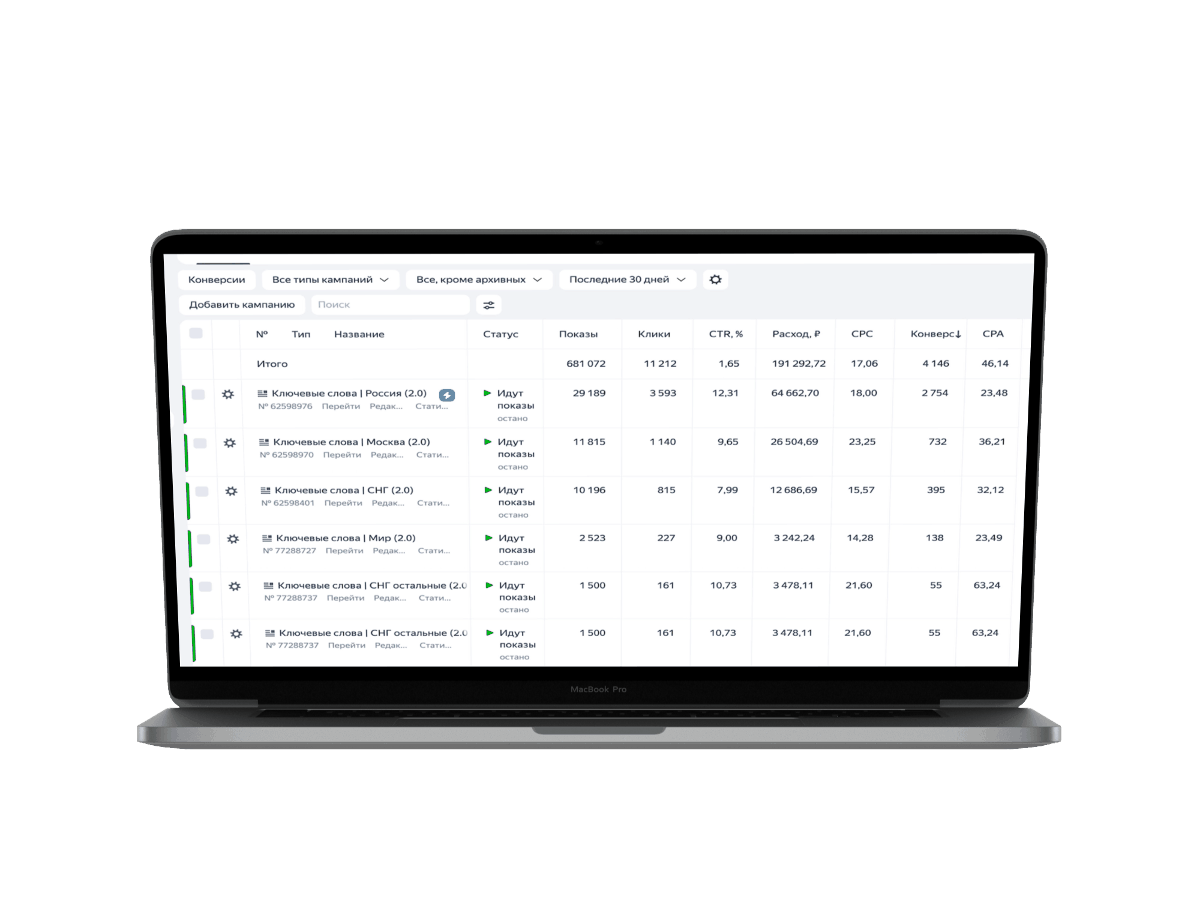 Конверсии Все типы кампаний Все, кроме архивных Последние 30 дней
Добавить кампанию Поиск
№ Тип Название Статус Показы Клики CTR, % Расход, ₽ CPC Конверс↓ CPA
Итого 681 072 11 212 1,65 191 292,72 17,06 4 146 46,14
Ключевые слова | Россия (2.0) Идут 29 189 3 593 12,31 64 662,70 18,00 2 754 23,48
№ 62598976 Перейти Редак... Стати... показы
остано
Ключевые слова | Москва (2.0) Идут 11 815 1 140 9,65 26 504,69 23,25 732 36,21
№ 62598970 Перейти Редак... Стати... показы
остано
Ключевые слова | СНГ (2.0) Идут 10 196 815 7,99 12 686,69 15,57 395 32,12
№ 62598401 Перейти Редак... Стати... показы
остано
Ключевые слова | Мир (2.0) Идут 2 523 227 9,00 3 242,24 14,28 138 23,49
№ 77288727 Перейти Редак... Стати... показы
остано
Ключевые слова | СНГ остальные (2.0 Идут 1 500 161 10,73 3 478,11 21,60 55 63,24
№ 77288737 Перейти Редак... Стати... показы
остано
Ключевые слова | СНГ остальные (2.0 Идут 1 500 161 10,73 3 478,11 21,60 55 63,24
№ 77288737 Перейти Редак... Стати... показы
остано
MacBook Pro